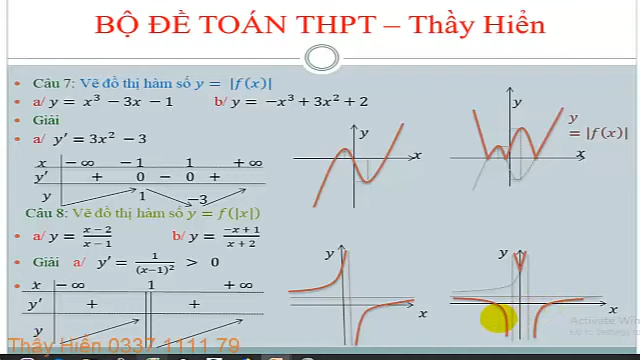 BỘ ĐỀ TOÁN THPT – Thầy Hiển
Câu 7: Vẽ đồ thị hàm số y = |f(x)|
a/ y = x³ − 3x − 1 b/ y = −x³ + 3x² + 2
Giải
a/ y′ = 3x² − 3
x −∞ −1 1 +∞
y′ + 0 − 0 +
y 1 −3
y
x
y
x
y = |f(x)|
Câu 8: Vẽ đồ thị hàm số y = f(|x|)
a/ y = (x−2)/(x−1) b/ y = (−x+1)/(x+2)
Giải a/ y′ = 1/(x−1)² > 0
x −∞ 1 +∞
y′ + +
y
y
x
y
x
Thầy Hiển 0337 1111 79
Activate Win